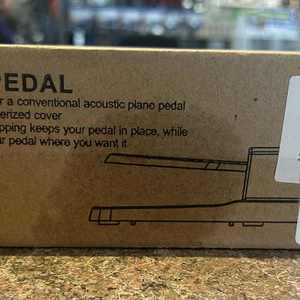 PEDAL
r a conventional acoustic piano pedal
erized cover
pping keeps your pedal in place, while
ur pedal where you want it